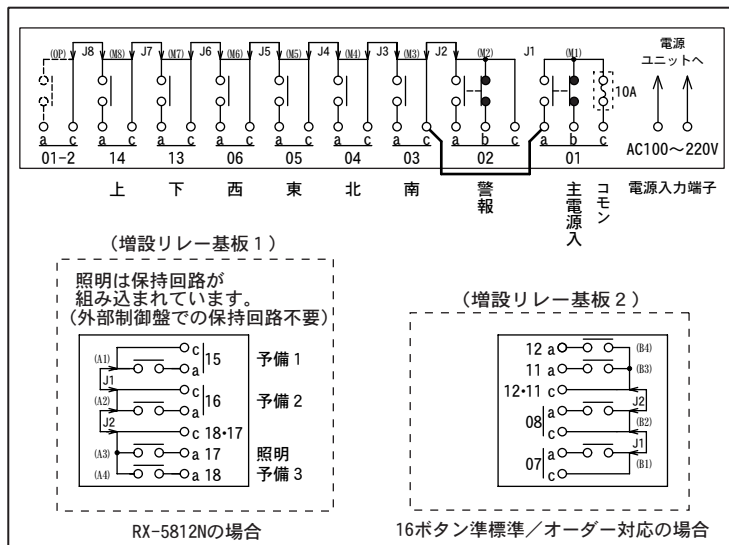 (OP) J8 (M8) J7 (M7) J6 (M6) J5 (M5) J4 (M4) J3 (M3) J2 (M2) J1 (M1)
電源
ユニットへ
10A
a c a c a c a c a c a c a c a b c a b c
01-2 14 13 06 05 04 03 02 01 AC100～220V
上 下 西 東 北 南 警報 主電源入 コモン 電源入力端子
(増設リレー基板1)
照明は保持回路が
組み込まれています。
(外部制御盤での保持回路不要)
(A1) c 15 予備1
J1 a
(A2) c 16 予備2
J2 a
c 18・17
(A3) a 17 照明
(A4) a 18 予備3
RX-5812Nの場合
(増設リレー基板2)
12 a (B4)
11 a (B3)
12・11 c
J2
08 a (B2)
c
J1
07 a (B1)
c
16ボタン準標準／オーダー対応の場合